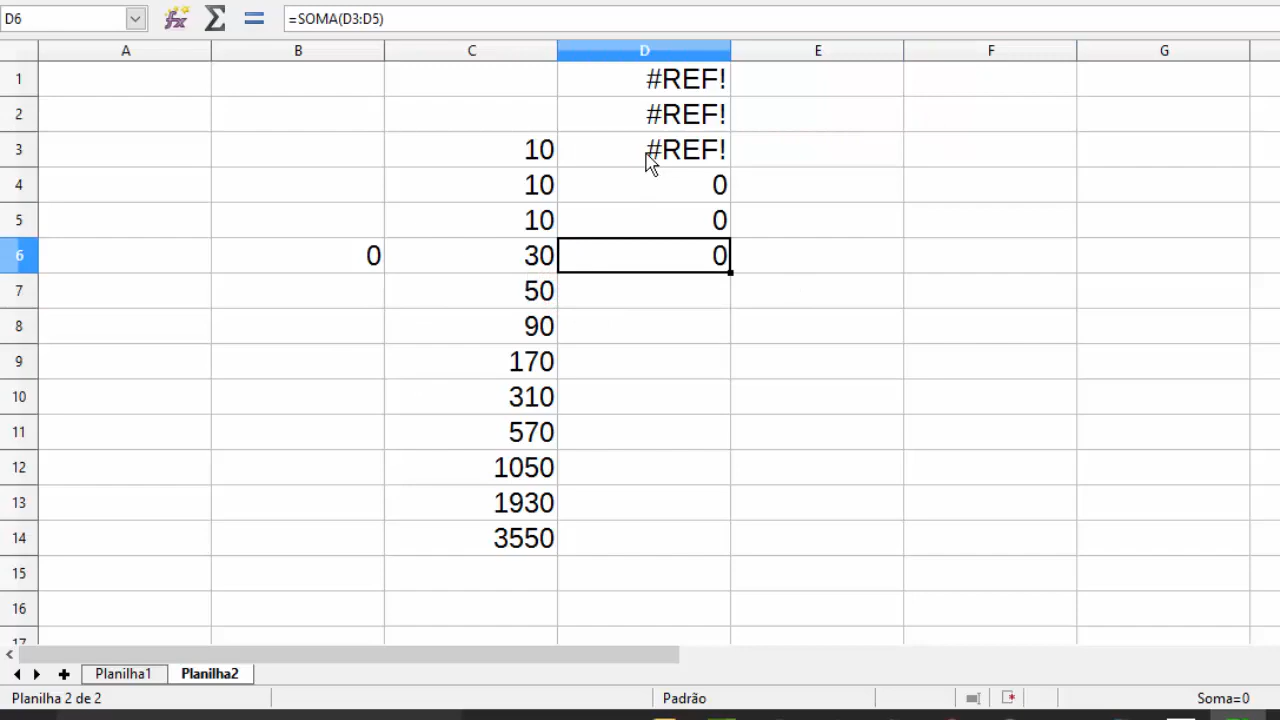 D6 =SOMA(D3:D5)
A B C D E F G
1 #REF!
2 #REF!
3 10 #REF!
4 10 0
5 10 0
6 0 30 0
7 50
8 90
9 170
10 310
11 570
12 1050
13 1930
14 3550
15
16
17
Planilha1 Planilha2
Planilha 2 de 2 Padrão Soma=0